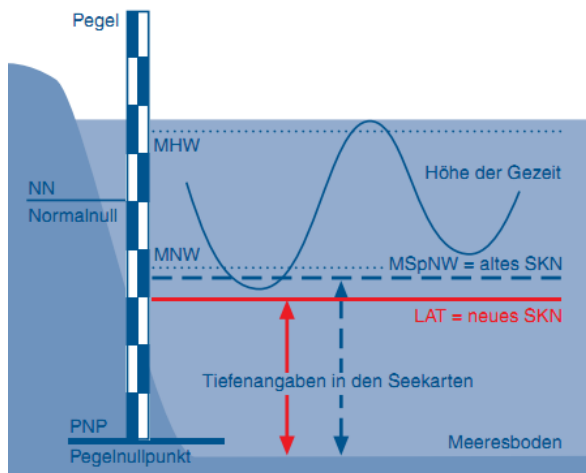 Pegel
MHW
Höhe der Gezeit
NN
Normalnull
MNW
MSpNW = altes SKN
LAT = neues SKN
Tiefenangaben in den Seekarten
PNP
Pegelnullpunkt
Meeresboden